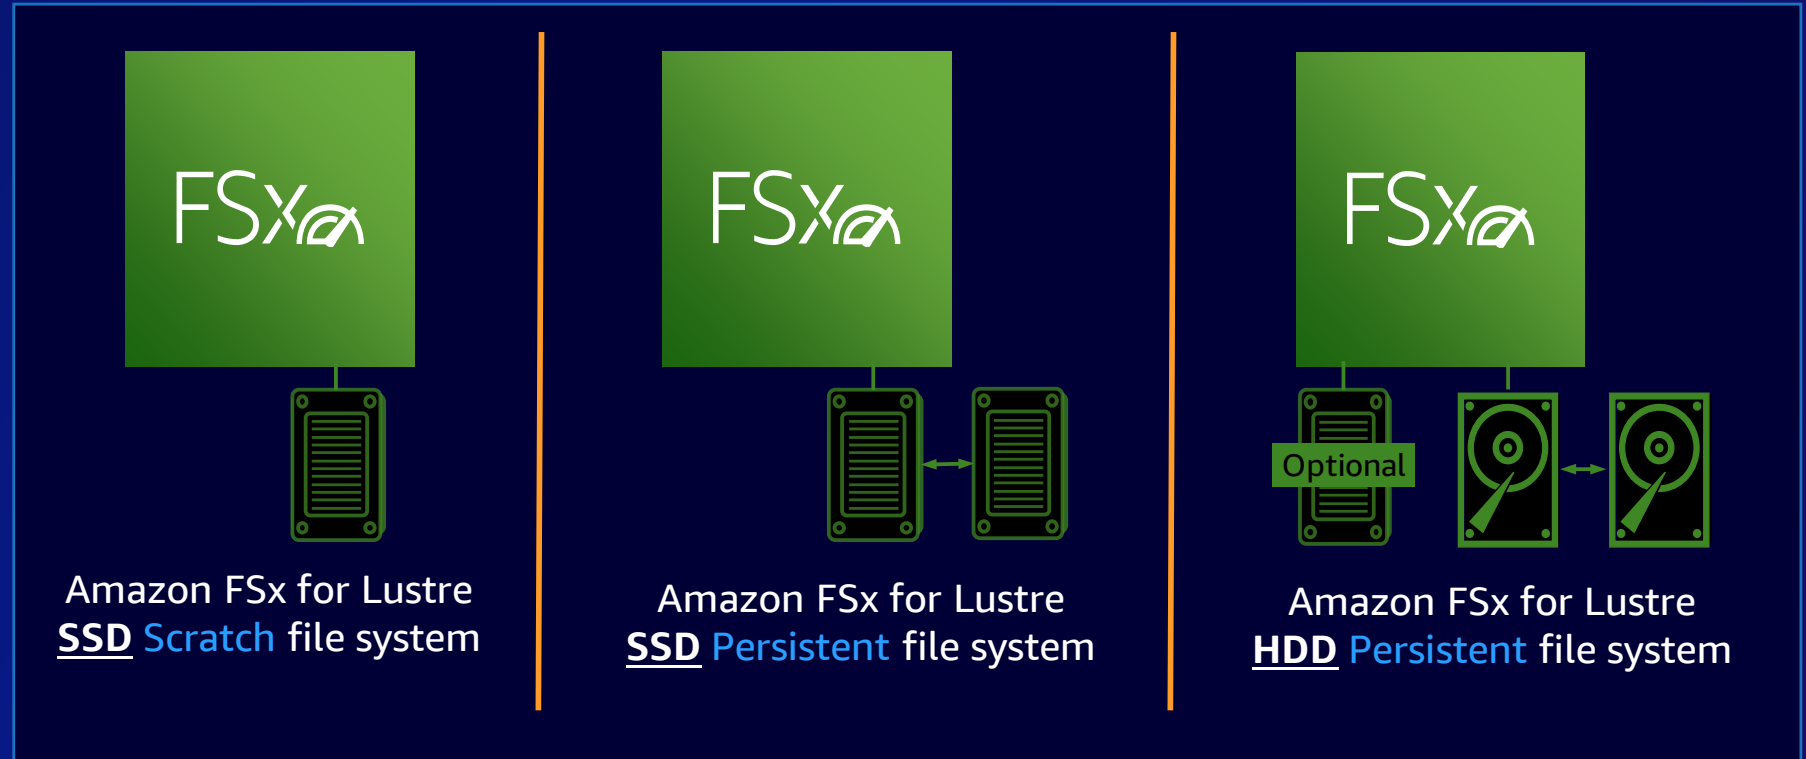 FSx
Amazon FSx for Lustre
SSD Scratch file system
FSx
Amazon FSx for Lustre
SSD Persistent file system
FSx
Optional
Amazon FSx for Lustre
HDD Persistent file system